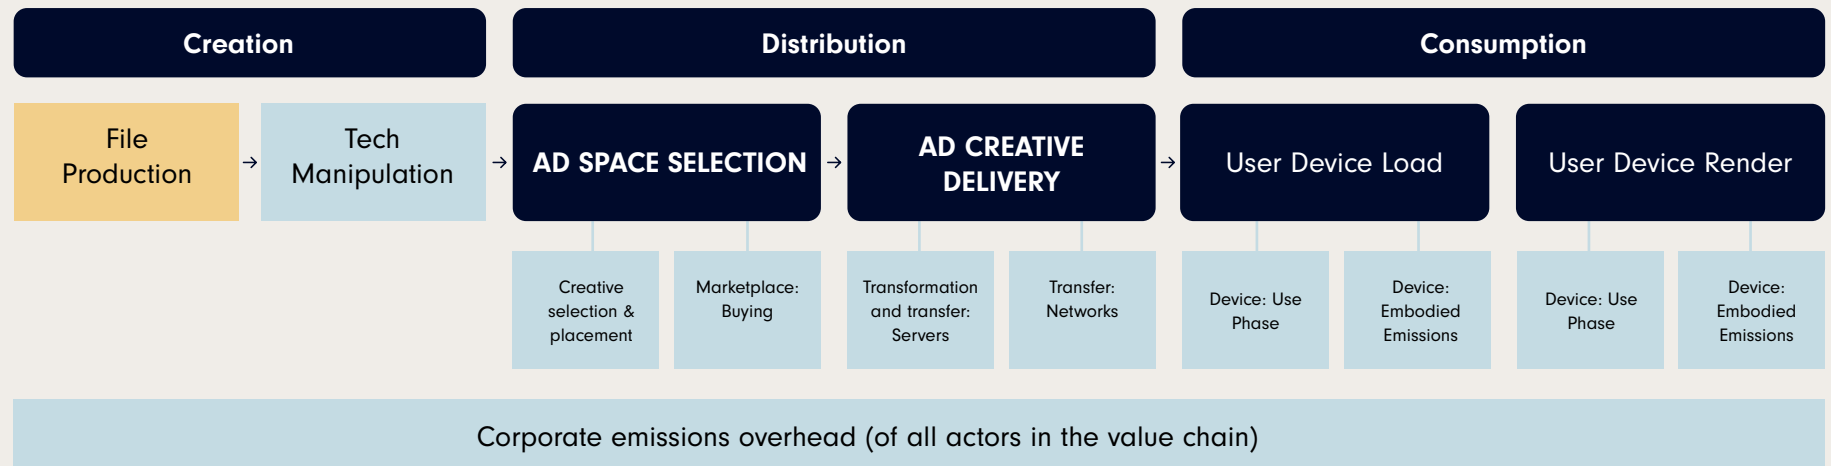 Creation
Distribution
Consumption
File
Production
Tech
Manipulation
AD SPACE SELECTION
AD CREATIVE
DELIVERY
User Device Load
User Device Render
Creative
selection &
placement
Marketplace:
Buying
Transformation
and transfer:
Servers
Transfer:
Networks
Device: Use
Phase
Device:
Embodied
Emissions
Device: Use
Phase
Device:
Embodied
Emissions
Corporate emissions overhead (of all actors in the value chain)